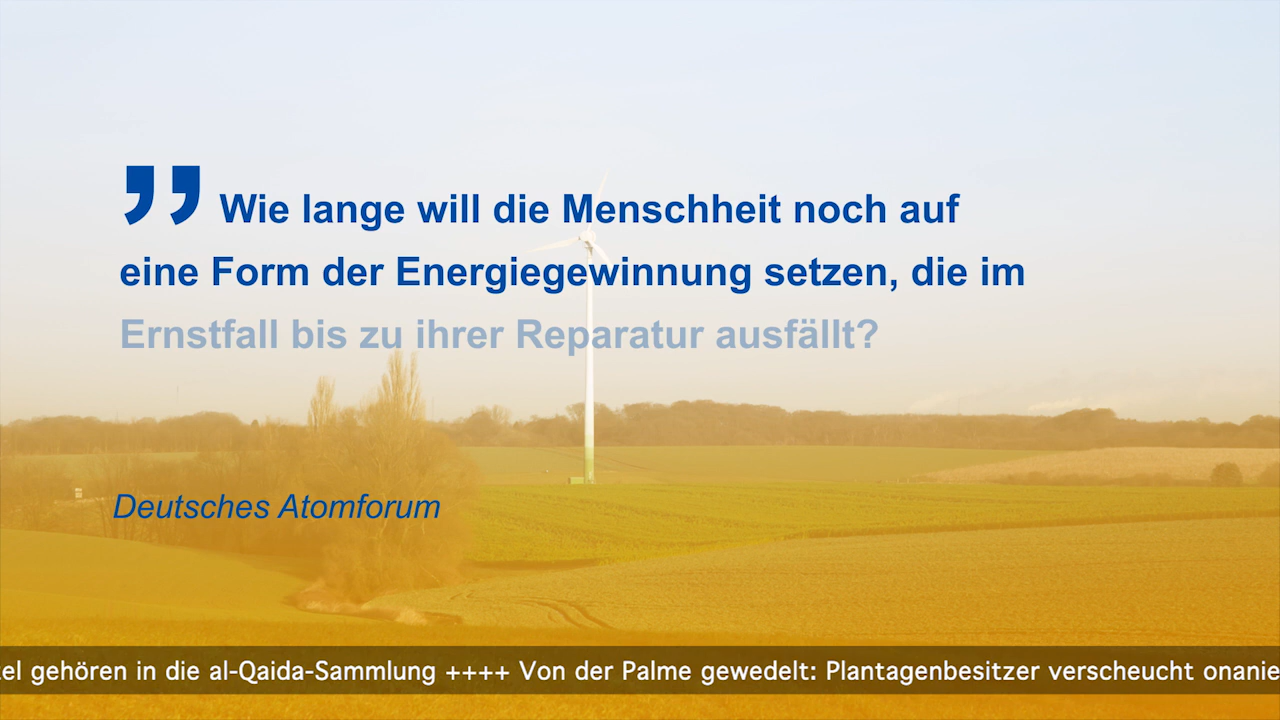 ” Wie lange will die Menschheit noch auf
eine Form der Energiegewinnung setzen, die im
Ernstfall bis zu ihrer Reparatur ausfällt?
Deutsches Atomforum
gehören in die al-Qaida-Sammlung ++++ Von der Palme gewedelt: Plantagenbesitzer verscheucht